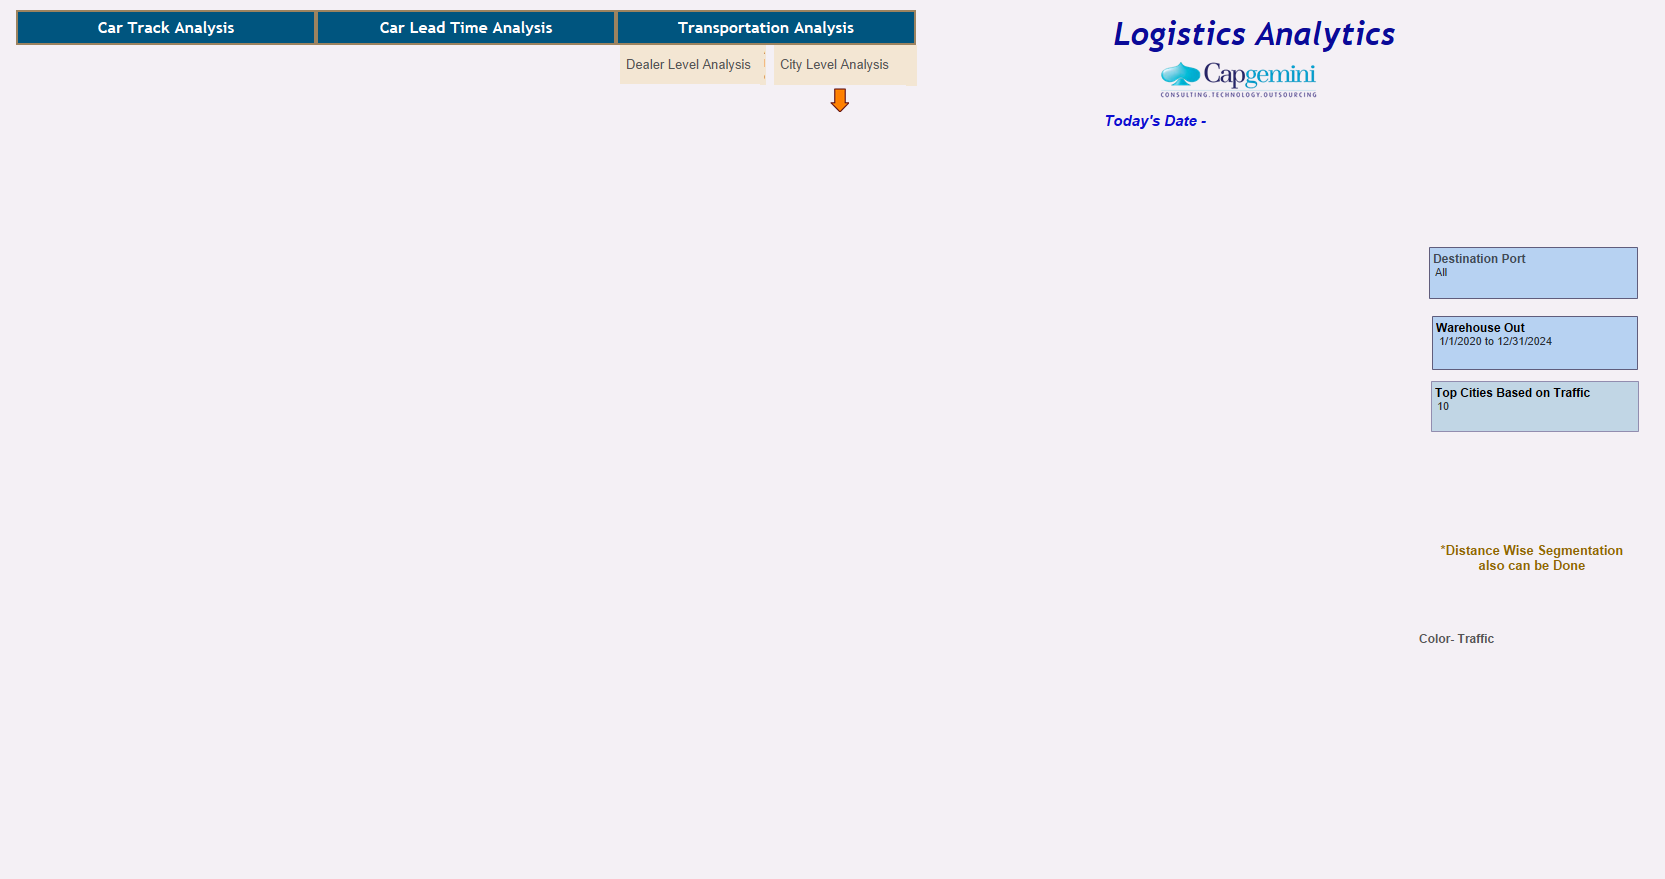 Car Track Analysis
Car Lead Time Analysis
Transportation Analysis
Dealer Level Analysis
City Level Analysis
Logistics Analytics
Capgemini
CONSULTING.TECHNOLOGY.OUTSOURCING
Today's Date -
Destination Port
All
Warehouse Out
1/1/2020 to 12/31/2024
Top Cities Based on Traffic
10
*Distance Wise Segmentation
also can be Done
Color- Traffic